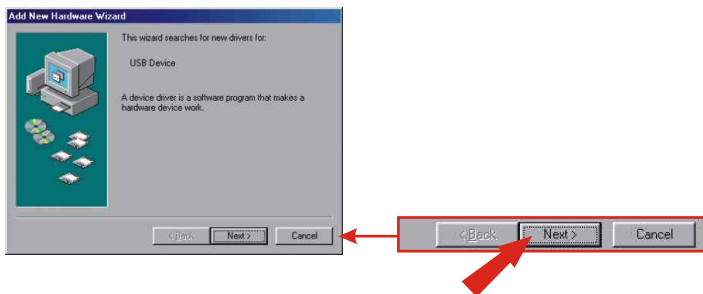 Add New Hardware Wizard
This wizard searches for new drivers for:
USB Device
A device driver is a software program that makes a
hardware device work.
< Back Next > Cancel
< Back Next > Cancel